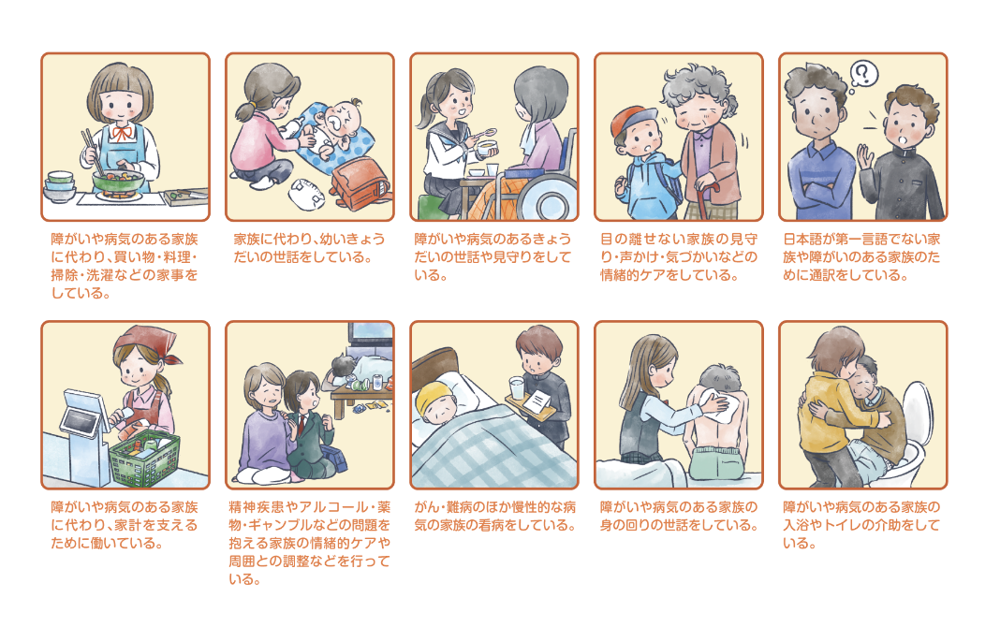 ?
障がいや病気のある家族
に代わり、買い物・料理・
掃除・洗濯などの家事を
している。
家族に代わり、幼いきょう
だいの世話をしている。
障がいや病気のあるきょう
だいの世話や見守りをして
いる。
目の離せない家族の見守
り・声かけ・気づかいなどの
情緒的ケアをしている。
日本語が第一言語でない家
族や障がいのある家族のた
めに通訳をしている。
障がいや病気のある家族
に代わり、家計を支える
ために働いている。
精神疾患やアルコール・薬
物・ギャンブルなどの問題を
抱える家族の情緒的ケアや
周囲との調整などを行って
いる。
がん・難病のほか慢性的な病
気の家族の看病をしている。
障がいや病気のある家族の
身の回りの世話をしている。
障がいや病気のある家族の
入浴やトイレの介助をして
いる。